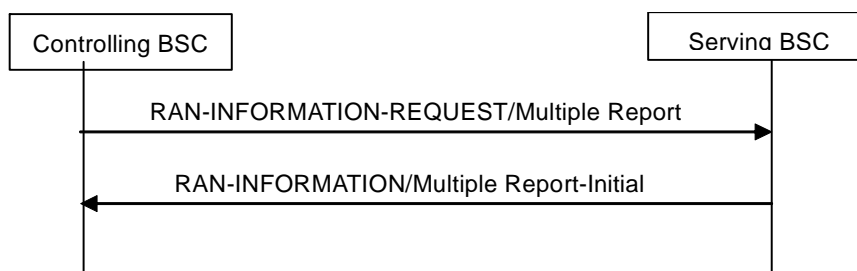 Controlling BSC
Serving BSC
RAN-INFORMATION-REQUEST/Multiple Report
RAN-INFORMATION/Multiple Report-Initial